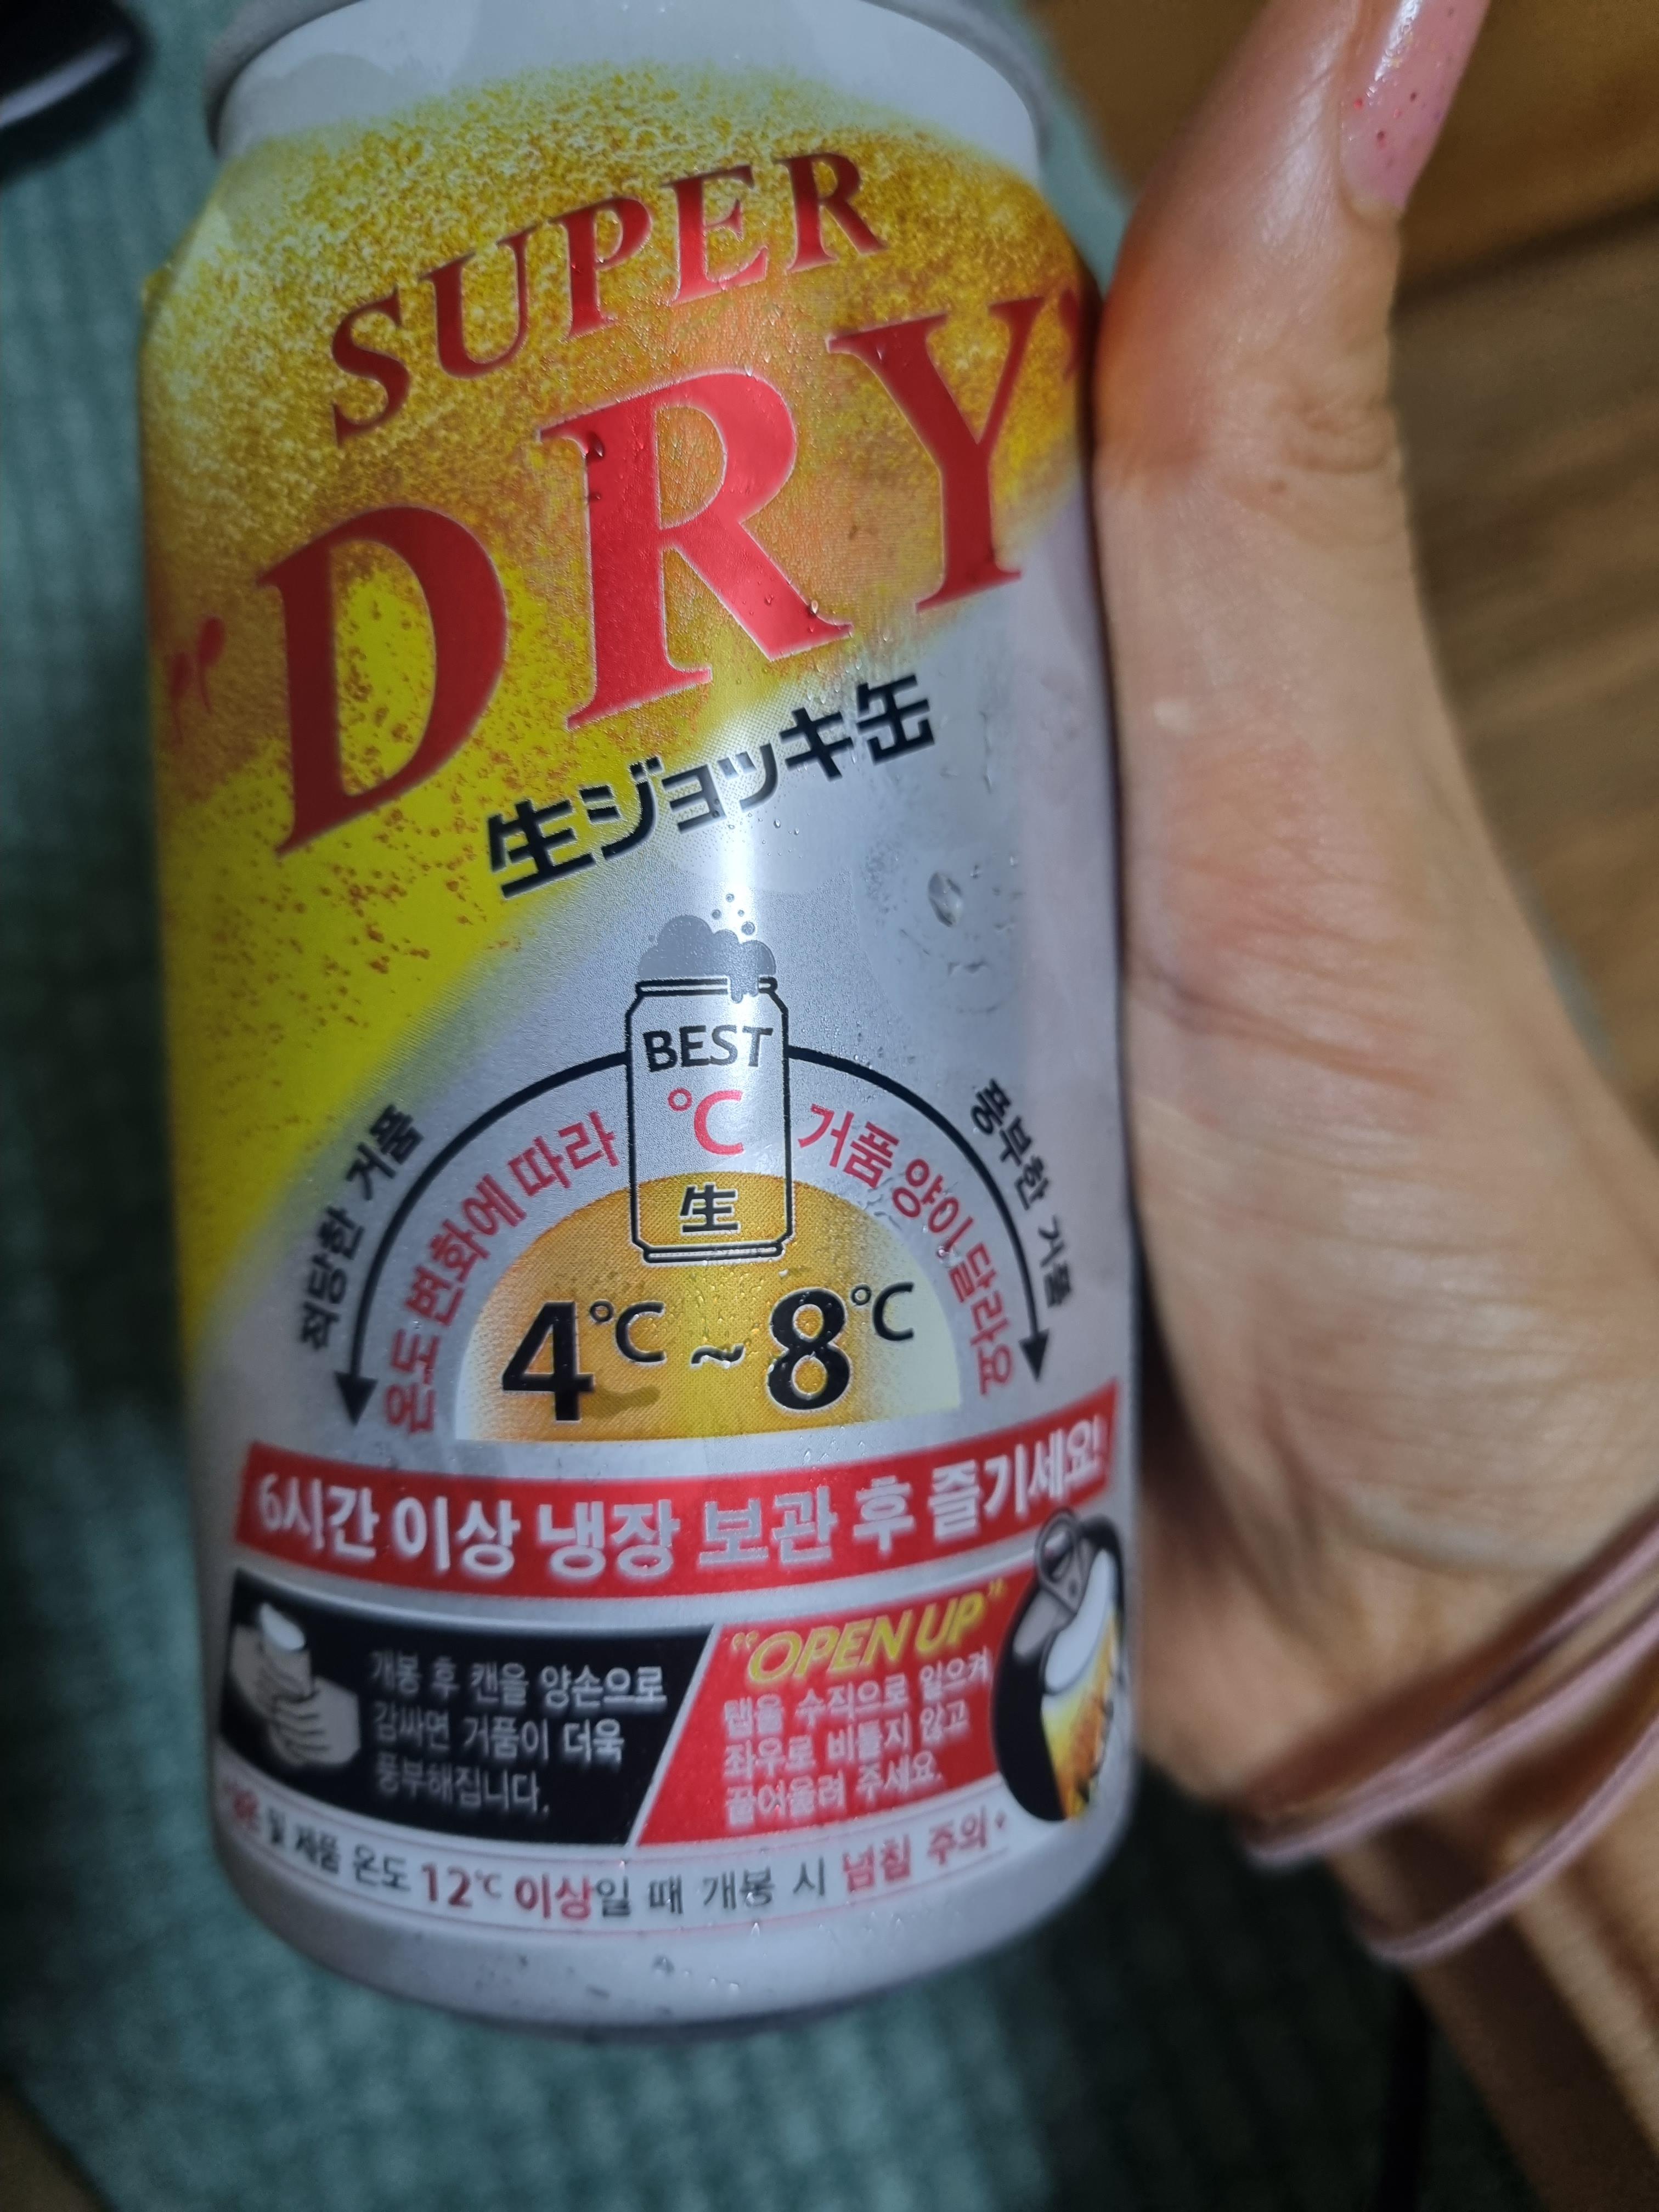 SUPER
"DRY"
生ジョッキ缶
BEST
℃
生
적당한 거품
온도 변화에 따라 거품 양이 달라요
풍부한 거품
4℃~8℃
6시간 이상 냉장 보관 후 즐기세요!
개봉 후 캔을 양손으로
감싸면 거품이 더욱
풍부해집니다.
"OPEN UP"
탭을 수직으로 일으켜
좌우로 비틀지 않고
끌어올려 주세요.
및 제품 온도 12℃ 이상일 때 개봉 시 넘칠 주의